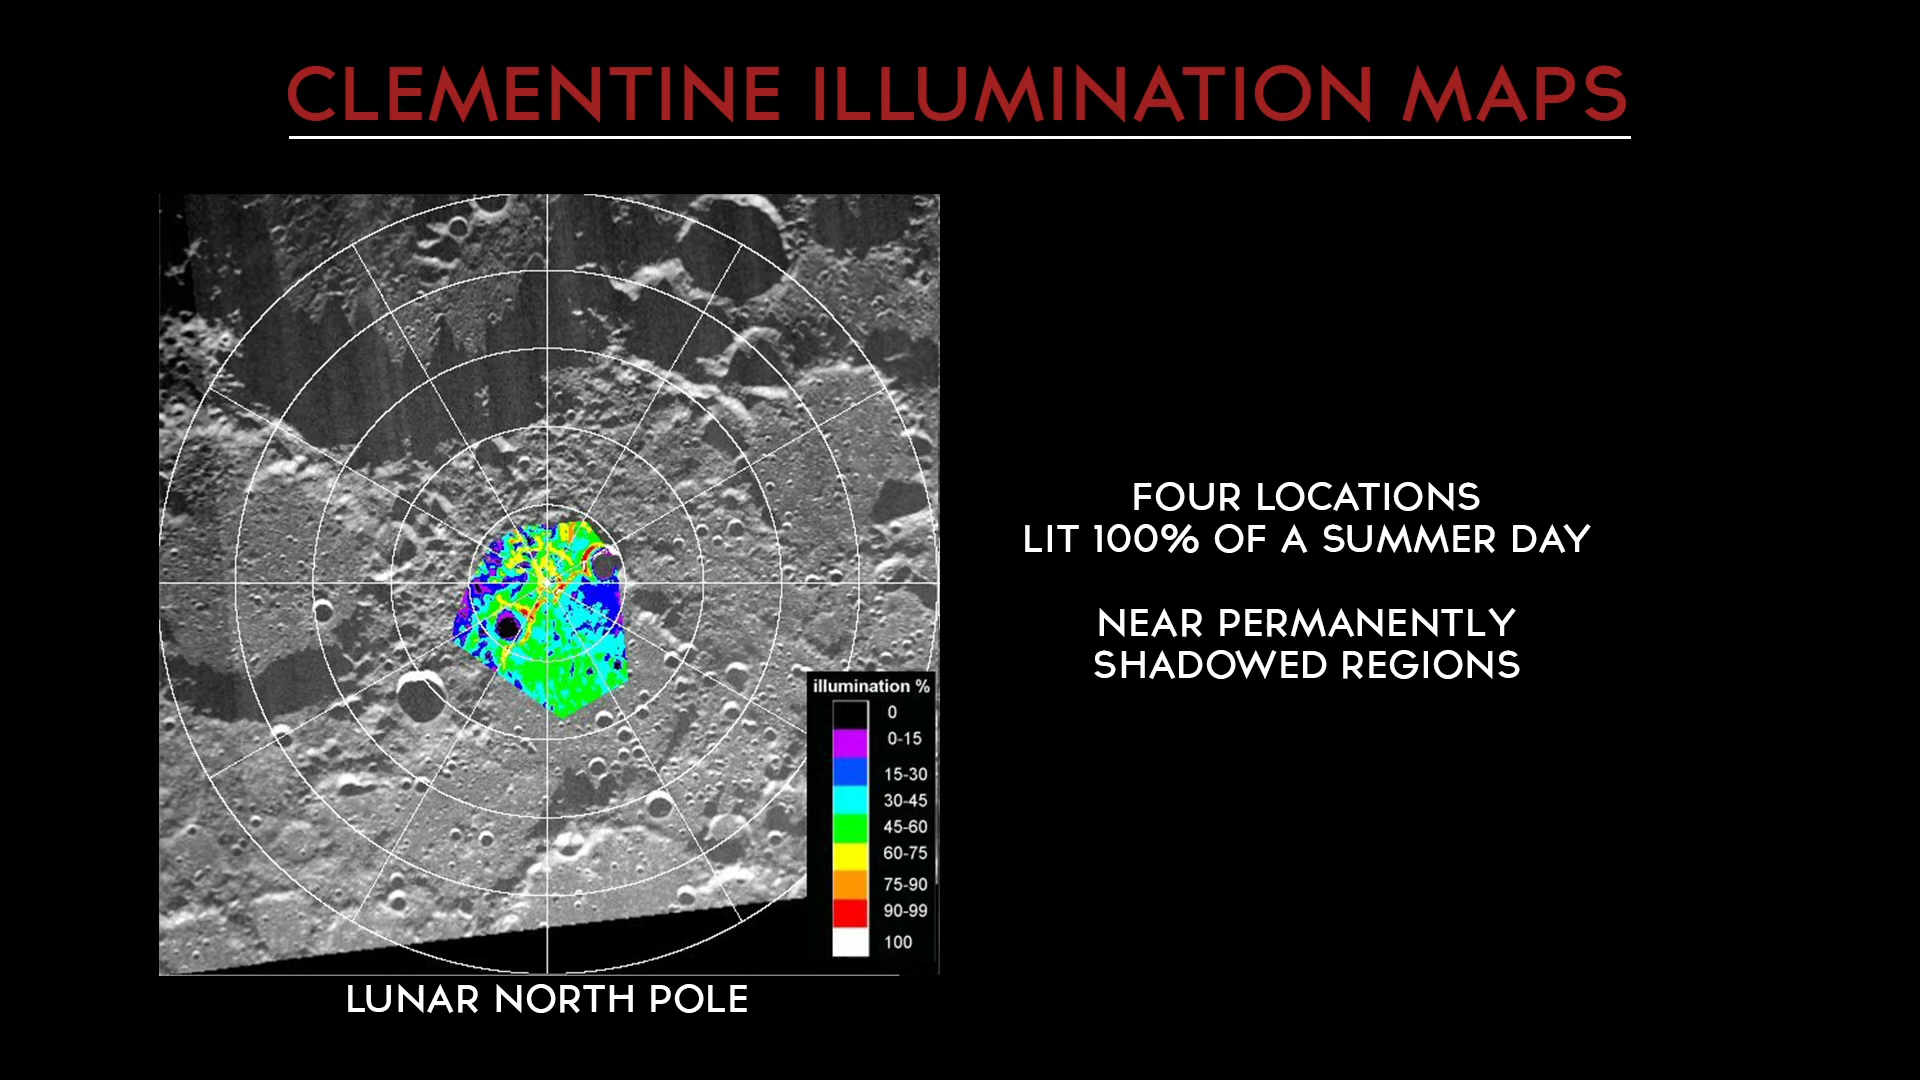 CLEMENTINE ILLUMINATION MAPS
FOUR LOCATIONS
LIT 100% OF A SUMMER DAY
NEAR PERMANENTLY
SHADOWED REGIONS
illumination %
0
0-15
15-30
30-45
45-60
60-75
75-90
90-99
100
LUNAR NORTH POLE